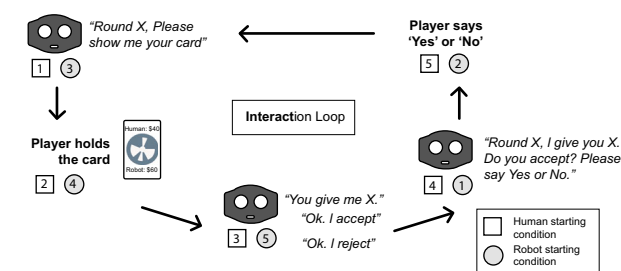 "Round X, Please
show me your card"
1 3
Player says
'Yes' or 'No'
5 2
Interaction Loop
Player holds
the card
2 4
Human: $40
Robot: $60
"You give me X."
"Ok. I accept"
"Ok. I reject"
3 5
"Round X, I give you X.
Do you accept? Please
say Yes or No."
4 1
Human starting
condition
Robot starting
condition